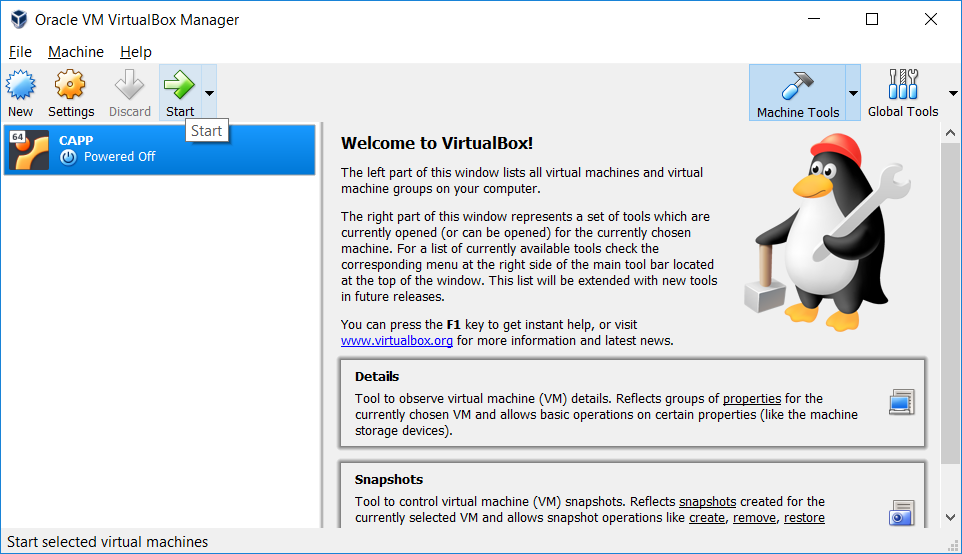 Oracle VM VirtualBox Manager
File Machine Help
New Settings Discard Start
Machine Tools Global Tools
Start
64
CAPP
Powered Off
Welcome to VirtualBox!
The left part of this window lists all virtual machines and virtual
machine groups on your computer.
The right part of this window represents a set of tools which are
currently opened (or can be opened) for the currently chosen
machine. For a list of currently available tools check the
corresponding menu at the right side of the main tool bar located
at the top of the window. This list will be extended with new tools
in future releases.
You can press the F1 key to get instant help, or visit
www.virtualbox.org for more information and latest news.
Details
Tool to observe virtual machine (VM) details. Reflects groups of properties for the
currently chosen VM and allows basic operations on certain properties (like the machine
storage devices).
Snapshots
Tool to control virtual machine (VM) snapshots. Reflects snapshots created for the
currently selected VM and allows snapshot operations like create, remove, restore
Start selected virtual machines